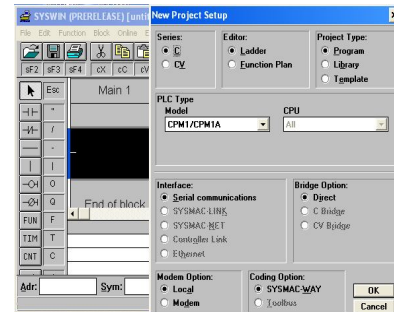 SYSWIN (PRERELEASE) [unti
File Edit Function Block Online E
sF2 sF3 sF4 cX cC cV
Esc
Main 1
"
/
-
|
O
Q
FUN F
TIM T
CNT C
End of block
Adr: Sym:
New Project Setup
Series: Editor: Project Type:
C Ladder Program
CV Function Plan Library
Template
PLC Type
Model CPU
CPM1/CPM1A All
Interface: Bridge Option:
Serial communications Direct
SYSMAC-LINK C Bridge
SYSMAC-NET CV Bridge
Controller Link
Ethernet
Modem Option: Coding Option:
Local SYSMAC-WAY OK
Modem Toolbus Cancel